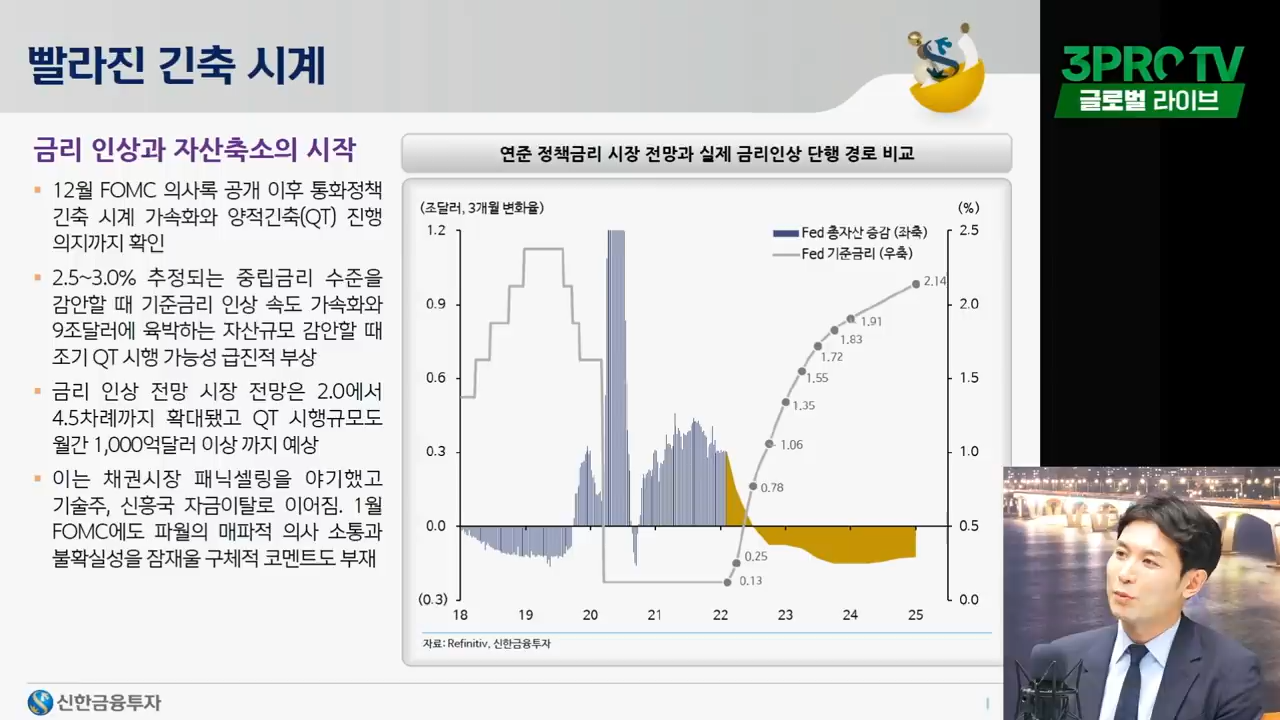 빨라진 긴축 시계
3PROTV
글로벌 라이브
금리 인상과 자산축소의 시작
12월 FOMC 의사록 공개 이후 통화정책
긴축 시계 가속화와 양적긴축(QT) 진행
의지까지 확인
2.5~3.0% 추정되는 중립금리 수준을
감안할 때 기준금리 인상 속도 가속화와
9조달러에 육박하는 자산규모 감안할 때
조기 QT 시행 가능성 급진적 부상
금리 인상 전망 시장 전망은 2.0에서
4.5차례까지 확대됐고 QT 시행규모도
월간 1,000억달러 이상 까지 예상
이는 채권시장 패닉셀링을 야기했고
기술주, 신흥국 자금이탈로 이어짐. 1월
FOMC에도 파월의 매파적 의사 소통과
불확실성을 잠재울 구체적 코멘트도 부재
연준 정책금리 시장 전망과 실제 금리인상 단행 경로 비교
(조달러, 3개월 변화율)
(%)
Fed 총자산 증감 (좌축)
Fed 기준금리 (우축)
1.2
0.9
0.6
0.3
0.0
(0.3)
2.5
2.0
1.5
1.0
0.5
0.0
2.14
1.91
1.83
1.72
1.55
1.35
1.06
0.78
0.25
0.13
18 19 20 21 22 23 24 25
자료: Refinitiv, 신한금융투자
신한금융투자